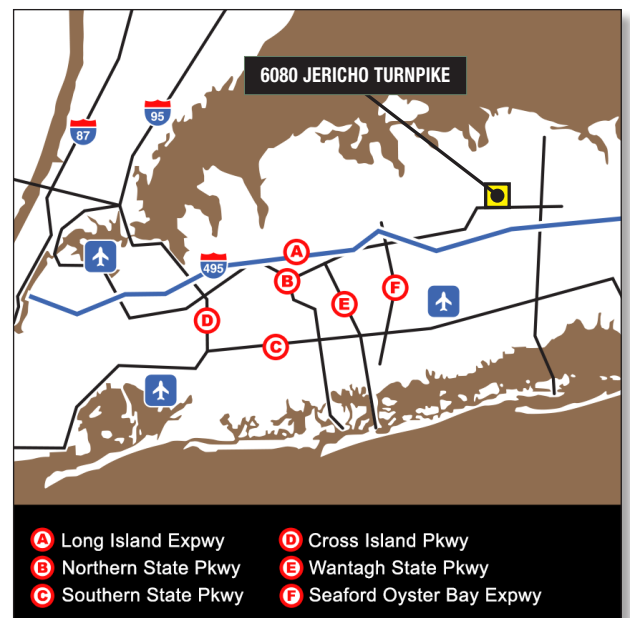 6080 JERICHO TURNPIKE
95
87
495
A
B
E
F
D
C
A Long Island Expwy
B Northern State Pkwy
C Southern State Pkwy
D Cross Island Pkwy
E Wantagh State Pkwy
F Seaford Oyster Bay Expwy